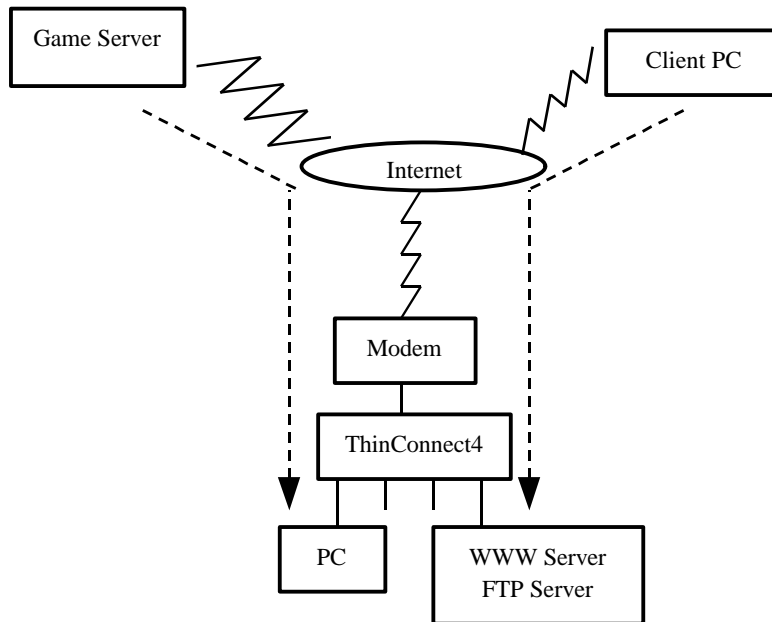 Game Server
Client PC
Internet
Modem
ThinConnect4
PC
WWW Server
FTP Server